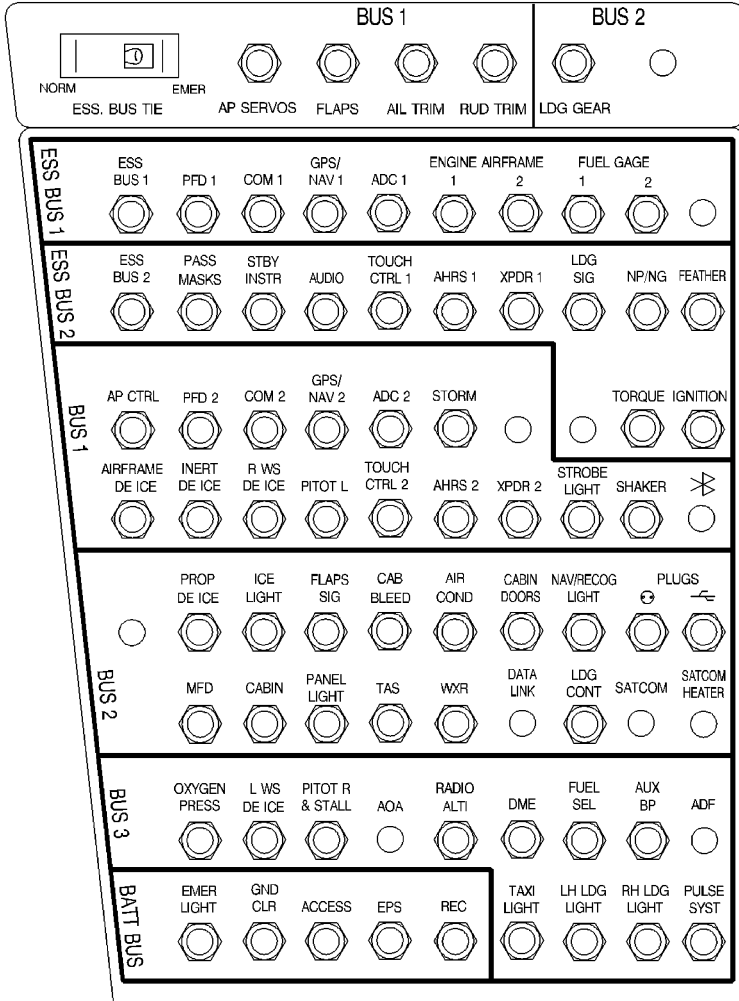 BUS 1 BUS 2
NORM EMER
ESS. BUS TIE AP SERVOS FLAPS AIL TRIM RUD TRIM LDG GEAR
ESS BUS 1
ESS GPS/ ENGINE AIRFRAME FUEL GAGE
BUS 1 PFD 1 COM 1 NAV 1 ADC 1 1 2 1 2
ESS BUS 2
ESS PASS STBY TOUCH LDG
BUS 2 MASKS INSTR AUDIO CTRL 1 AHRS 1 XPDR 1 SIG NP/NG FEATHER
BUS 1
GPS/
AP CTRL PFD 2 COM 2 NAV 2 ADC 2 STORM TORQUE IGNITION
AIRFRAME INERT R WS TOUCH STROBE
DE ICE DE ICE DE ICE PITOT L CTRL 2 AHRS 2 XPDR 2 LIGHT SHAKER
BUS 2
PROP ICE FLAPS CAB AIR CABIN NAV/RECOG PLUGS
DE ICE LIGHT SIG BLEED COND DOORS LIGHT
PANEL DATA LDG SATCOM
MFD CABIN LIGHT TAS WXR LINK CONT SATCOM HEATER
BUS 3
OXYGEN L WS PITOT R RADIO FUEL AUX
PRESS DE ICE & STALL AOA ALTI DME SEL BP ADF
BATT BUS
EMER GND TAXI LH LDG RH LDG PULSE
LIGHT CLR ACCESS EPS REC LIGHT LIGHT LIGHT SYST